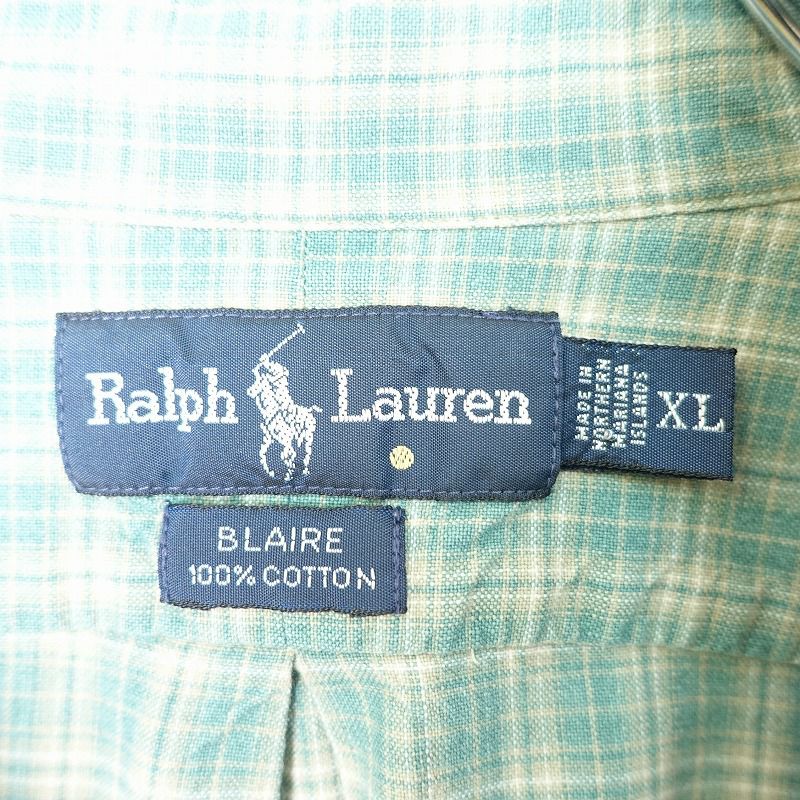 Ralph Lauren
MADE IN
NORTHERN
MARIANA
ISLANDS
XL
BLAIRE
100% COTTON